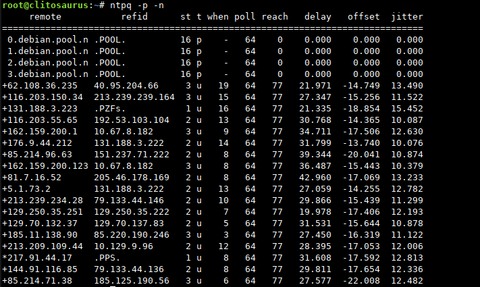 root@clitosaurus:~# ntpq -p -n
     remote           refid      st t when poll reach   delay   offset  jitter
==============================================================================
 0.debian.pool.n .POOL.          16 p    -   64    0    0.000    0.000   0.000
 1.debian.pool.n .POOL.          16 p    -   64    0    0.000    0.000   0.000
 2.debian.pool.n .POOL.          16 p    -   64    0    0.000    0.000   0.000
 3.debian.pool.n .POOL.          16 p    -   64    0    0.000    0.000   0.000
+62.108.36.235   40.95.204.66     3 u   19   64   77   21.971  -14.749  13.490
+116.203.150.34  213.239.239.164  3 u   15   64   77   27.347  -15.256  11.522
+131.188.3.223   .PZFs.           1 u   16   64   77   21.335  -18.854  15.452
+116.203.55.65   192.53.103.104   2 u   13   64   77   30.768  -14.365  10.087
+162.159.200.1   10.67.8.182      3 u    9   64   77   34.711  -17.506  12.630
+176.9.44.212    131.188.3.222    2 u   14   64   77   31.799  -13.740  10.076
+85.214.96.63    151.237.71.222   2 u    8   64   77   39.344  -20.041  10.874
+162.159.200.123 10.67.8.182      3 u    8   64   77   36.487  -15.443  10.379
+81.7.16.52      205.46.178.169   2 u    8   64   77   42.960  -17.069  13.233
+5.1.73.2        131.188.3.222    2 u   13   64   77   27.059  -14.255  12.782
+213.239.234.28  79.133.44.146    2 u   10   64   77   29.866  -15.439  11.299
+129.250.35.251  129.250.35.222   2 u    7   64   77   19.978  -17.406  12.193
+129.70.132.37   129.70.137.83    2 u    5   64   77   31.531  -15.644  10.878
+185.11.138.90   85.220.190.246   3 u    3   64   77   27.450  -16.319  11.122
+213.209.109.44  10.129.9.96      2 u   12   64   77   28.395  -17.053  12.006
*217.91.44.17    .PPS.            1 u    8   64   77   31.608  -17.592  12.813
+144.91.116.85   79.133.44.136    2 u    8   64   77   29.811  -17.654  12.336
+85.214.71.38    185.125.190.56   3 u    6   64   77   27.577  -22.008  12.482